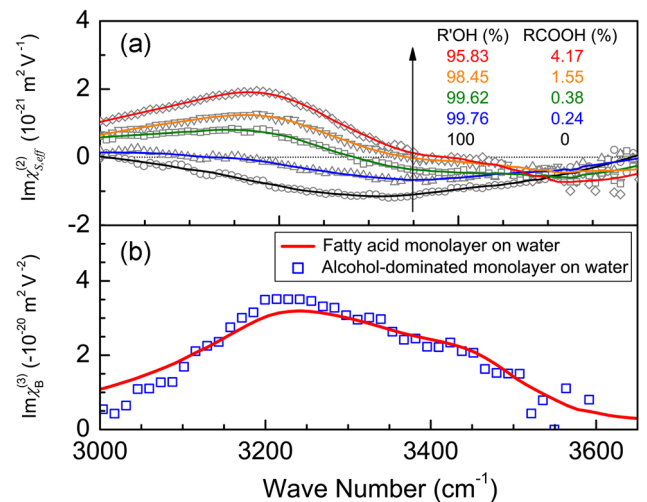 (a)
R'OH (%) RCOOH (%)
95.83 4.17
98.45 1.55
99.62 0.38
99.76 0.24
100 0
4
2
0
-2
Imχ^{(2)}_{S,eff} (10^{-21} m^{2} V^{-1})
(b)
Fatty acid monolayer on water
Alcohol-dominated monolayer on water
4
2
0
Imχ^{(3)}_{B} (-10^{-20} m^{2} V^{-2})
3000 3200 3400 3600
Wave Number (cm^{-1})